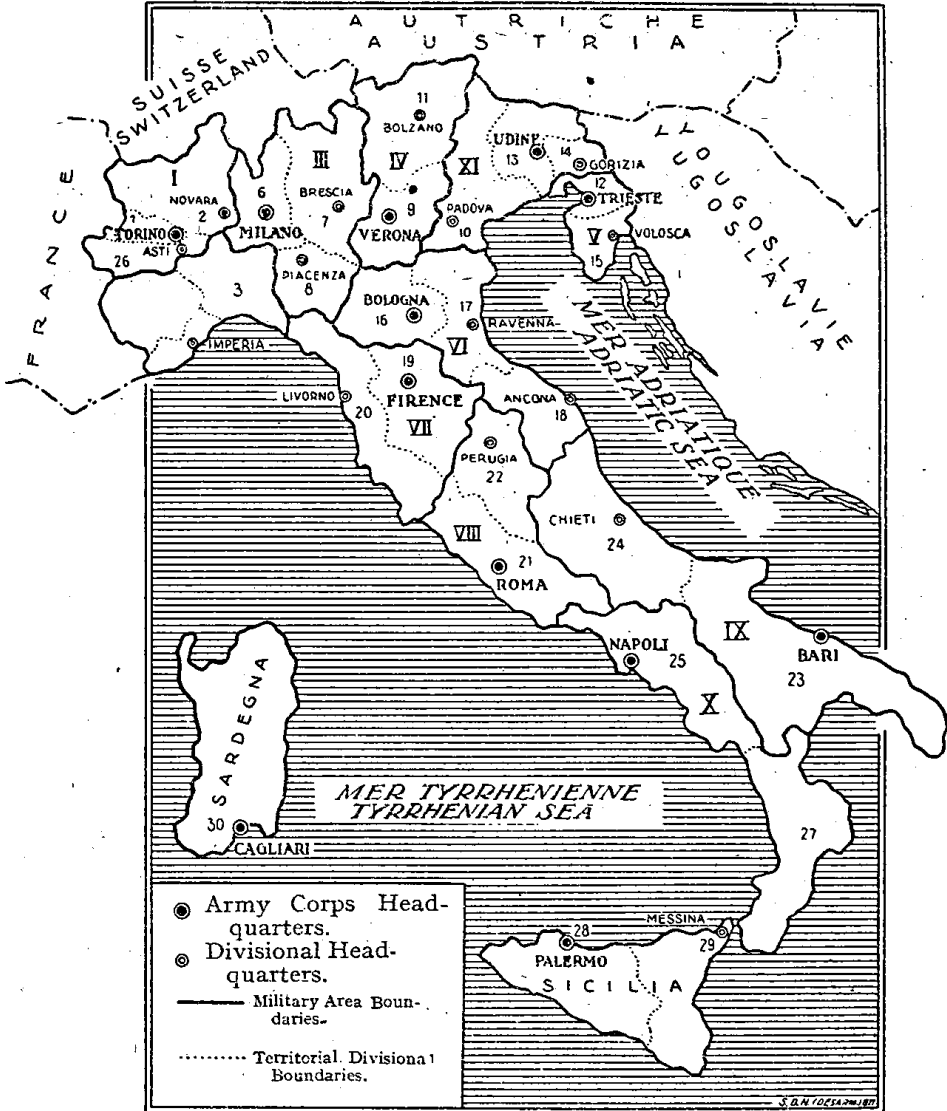 AUTRICHE
AUSTRIA
SUISSE
SWITZERLAND
FRANCE
YOUGOSLAVIE
YUGOSLAVIA
11
BOLZANO
III
IV
XI
UDINE
13
14
GORIZIA
I
6
BRESCIA
7
12
TRIESTE
NOVARA
2
MILANO
9
VERONA
PADOVA
10
V
VOLOSCA
15
1
TORINO
ASTI
26
PIACENZA
8
3
BOLOGNA
16
17
RAVENNA
VI
IMPERIA
MER ADRIATIQUE
ADRIATIC SEA
19
FIRENCE
LIVORNO
20
VII
ANCONA
18
PERUGIA
22
VIII
CHIETI
24
21
ROMA
IX
NAPOLI
25
BARI
23
X
SARDEGNA
MER TYRRHENIENNE
TYRRHENIAN SEA
30
CAGLIARI
27
MESSINA
28
29
PALERMO
SICILIA
Army Corps Head-
quarters.
Divisional Head-
quarters.
Military Area Boun-
daries.
Territorial Divisional
Boundaries.